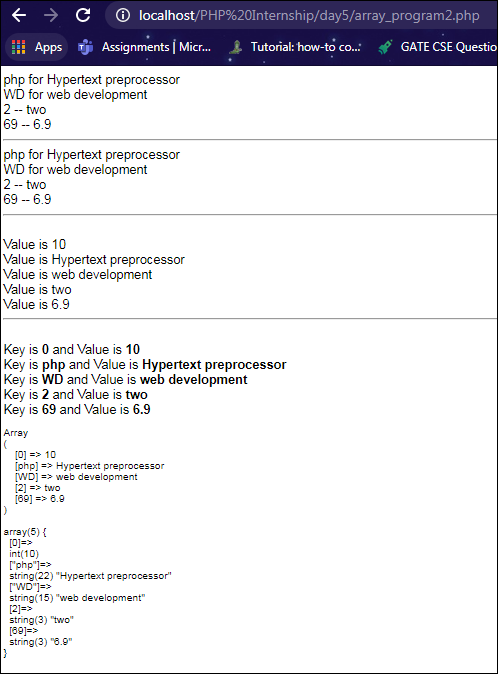 localhost/PHP%20Internship/day5/array_program2.php
Apps Assignments | Micr... Tutorial: how-to co... GATE CSE Questio
php for Hypertext preprocessor
WD for web development
2 -- two
69 -- 6.9
php for Hypertext preprocessor
WD for web development
2 -- two
69 -- 6.9
Value is 10
Value is Hypertext preprocessor
Value is web development
Value is two
Value is 6.9
Key is 0 and Value is 10
Key is php and Value is Hypertext preprocessor
Key is WD and Value is web development
Key is 2 and Value is two
Key is 69 and Value is 6.9
Array
(
    [0] => 10
    [php] => Hypertext preprocessor
    [WD] => web development
    [2] => two
    [69] => 6.9
)
array(5) {
  [0]=>
  int(10)
  ["php"]=>
  string(22) "Hypertext preprocessor"
  ["WD"]=>
  string(15) "web development"
  [2]=>
  string(3) "two"
  [69]=>
  string(3) "6.9"
}